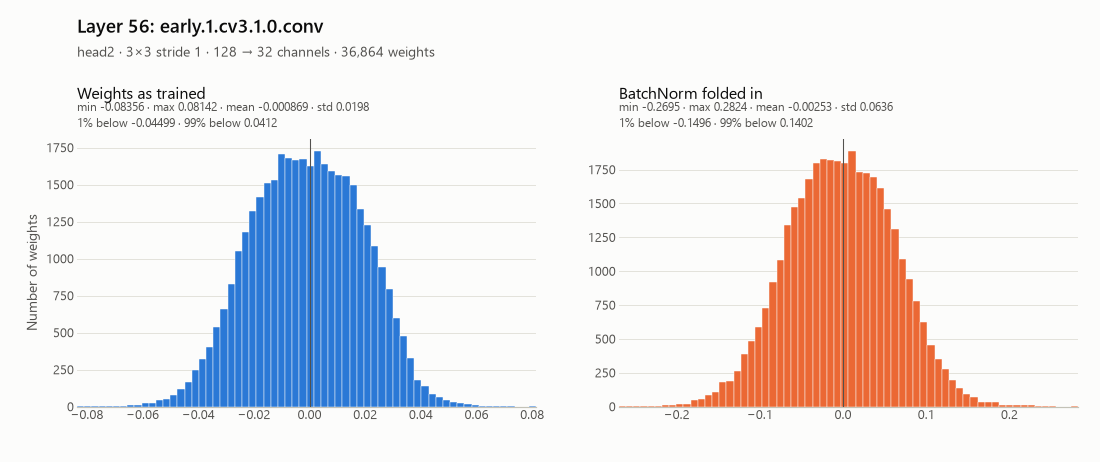 Layer 56: early.1.cv3.1.0.conv
head2 · 3×3 stride 1 · 128 → 32 channels · 36,864 weights
Weights as trained
min -0.08356 · max 0.08142 · mean -0.000869 · std 0.0198
1% below -0.04499 · 99% below 0.0412
Number of weights
1750
1500
1250
1000
750
500
250
0
−0.08 −0.06 −0.04 −0.02 0.00 0.02 0.04 0.06 0.08
BatchNorm folded in
min -0.2695 · max 0.2824 · mean -0.00253 · std 0.0636
1% below -0.1496 · 99% below 0.1402
1750
1500
1250
1000
750
500
250
0
−0.2 −0.1 0.0 0.1 0.2